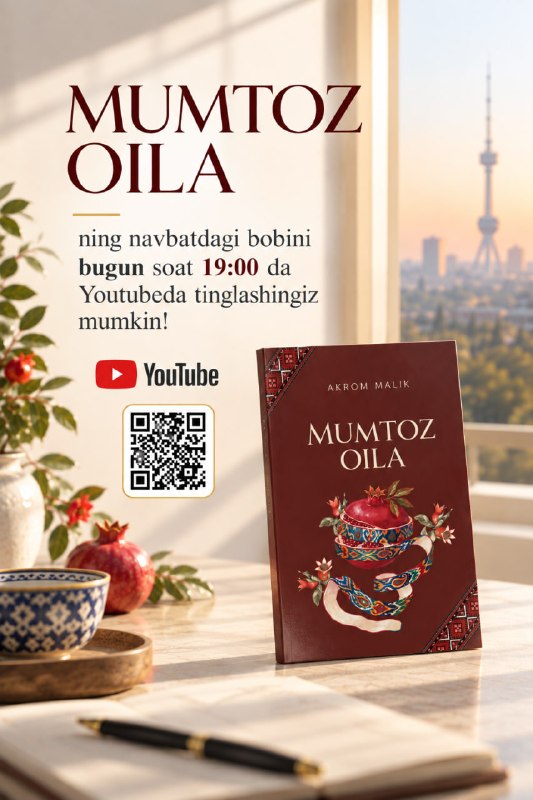 MUMTOZ
OILA
ning navbatdagi bobini
bugun soat 19:00 da
Youtubeda tinglashingiz
mumkin!
YouTube
AKROM MALIK
MUMTOZ
OILA